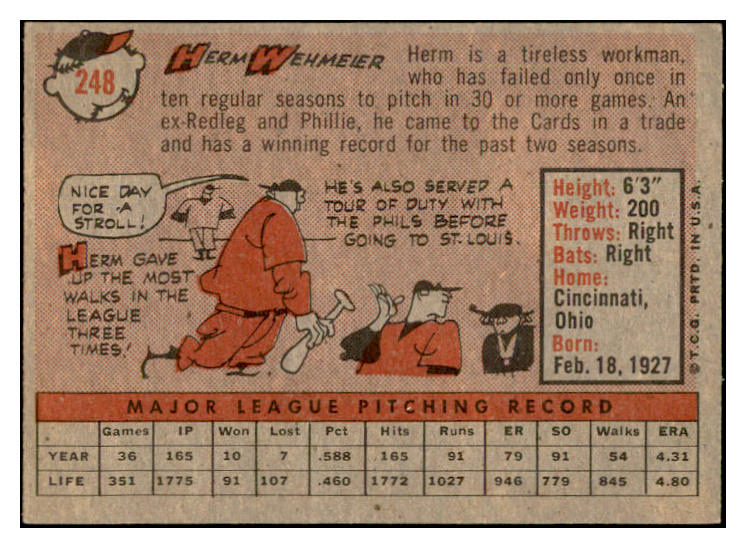 248
HERM WEHMEIER
Herm is a tireless workman,
who has failed only once in
ten regular seasons to pitch in 30 or more games. An
ex-Redleg and Phillie, he came to the Cards in a trade
and has a winning record for the past two seasons.
NICE DAY
FOR A
STROLL!
HERM GAVE
UP THE MOST
WALKS IN THE
LEAGUE
THREE
TIMES!
HE'S ALSO SERVED A
TOUR OF DUTY WITH
THE PHILS BEFORE
GOING TO ST. LOUIS.
Height: 6'3"
Weight: 200
Throws: Right
Bats: Right
Home:
Cincinnati,
Ohio
Born:
Feb. 18, 1927
© T.C.G. PRTD. IN U.S.A.
MAJOR LEAGUE PITCHING RECORD
Games IP Won Lost Pct Hits Runs ER SO Walks ERA
YEAR 36 165 10 7 .588 165 91 79 91 54 4.31
LIFE 351 1775 91 107 .460 1772 1027 946 779 845 4.80